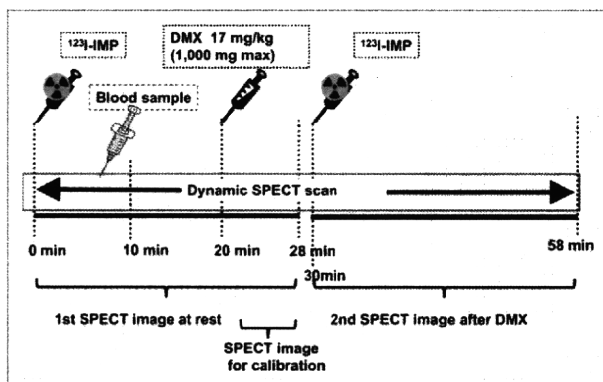 ¹²³I-IMP
DMX 17 mg/kg
(1,000 mg max)
¹²³I-IMP
Blood sample
Dynamic SPECT scan
0 min
10 min
20 min
28 min
30min
58 min
1st SPECT image at rest
2nd SPECT image after DMX
SPECT image
for calibration